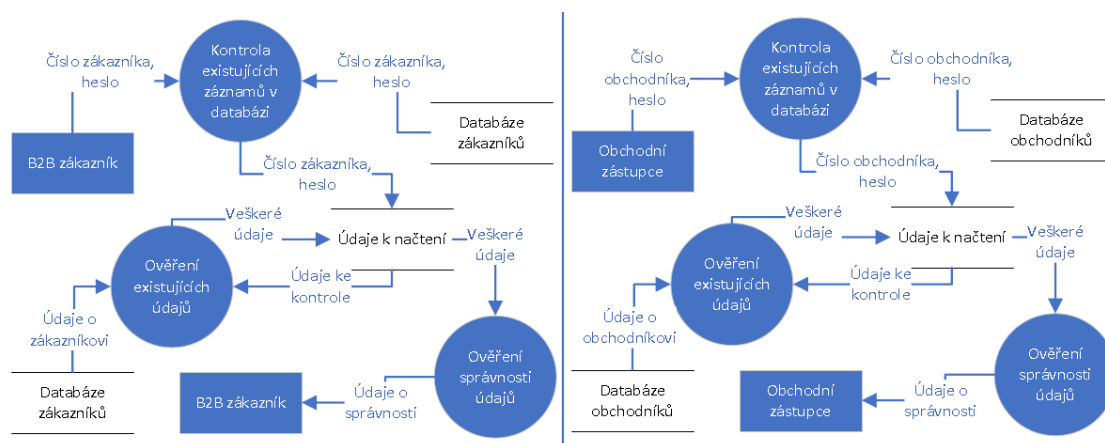 Číslo zákazníka,
heslo
Kontrola
existujících
záznamů v
databázi
Číslo zákazníka,
heslo
B2B zákazník
Databáze
zákazníků
Číslo zákazníka,
heslo
Veškeré
údaje
Údaje k načtení
Veškeré
údaje
Ověření
existujících
údajů
Údaje ke
kontrole
Údaje o
zákazníkovi
Databáze
zákazníků
B2B zákazník
Údaje o
správnosti
Ověření
správnosti
údajů
Číslo
obchodníka,
heslo
Kontrola
existujících
záznamů v
databázi
Číslo obchodníka,
heslo
Obchodní
zástupce
Databáze
obchodníků
Číslo obchodníka,
heslo
Veškeré
údaje
Údaje k načtení
Veškeré
údaje
Ověření
existujících
údajů
Údaje ke
kontrole
Údaje o
obchodníkovi
Databáze
obchodníků
Obchodní
zástupce
Údaje o
správnosti
Ověření
správnosti
údajů